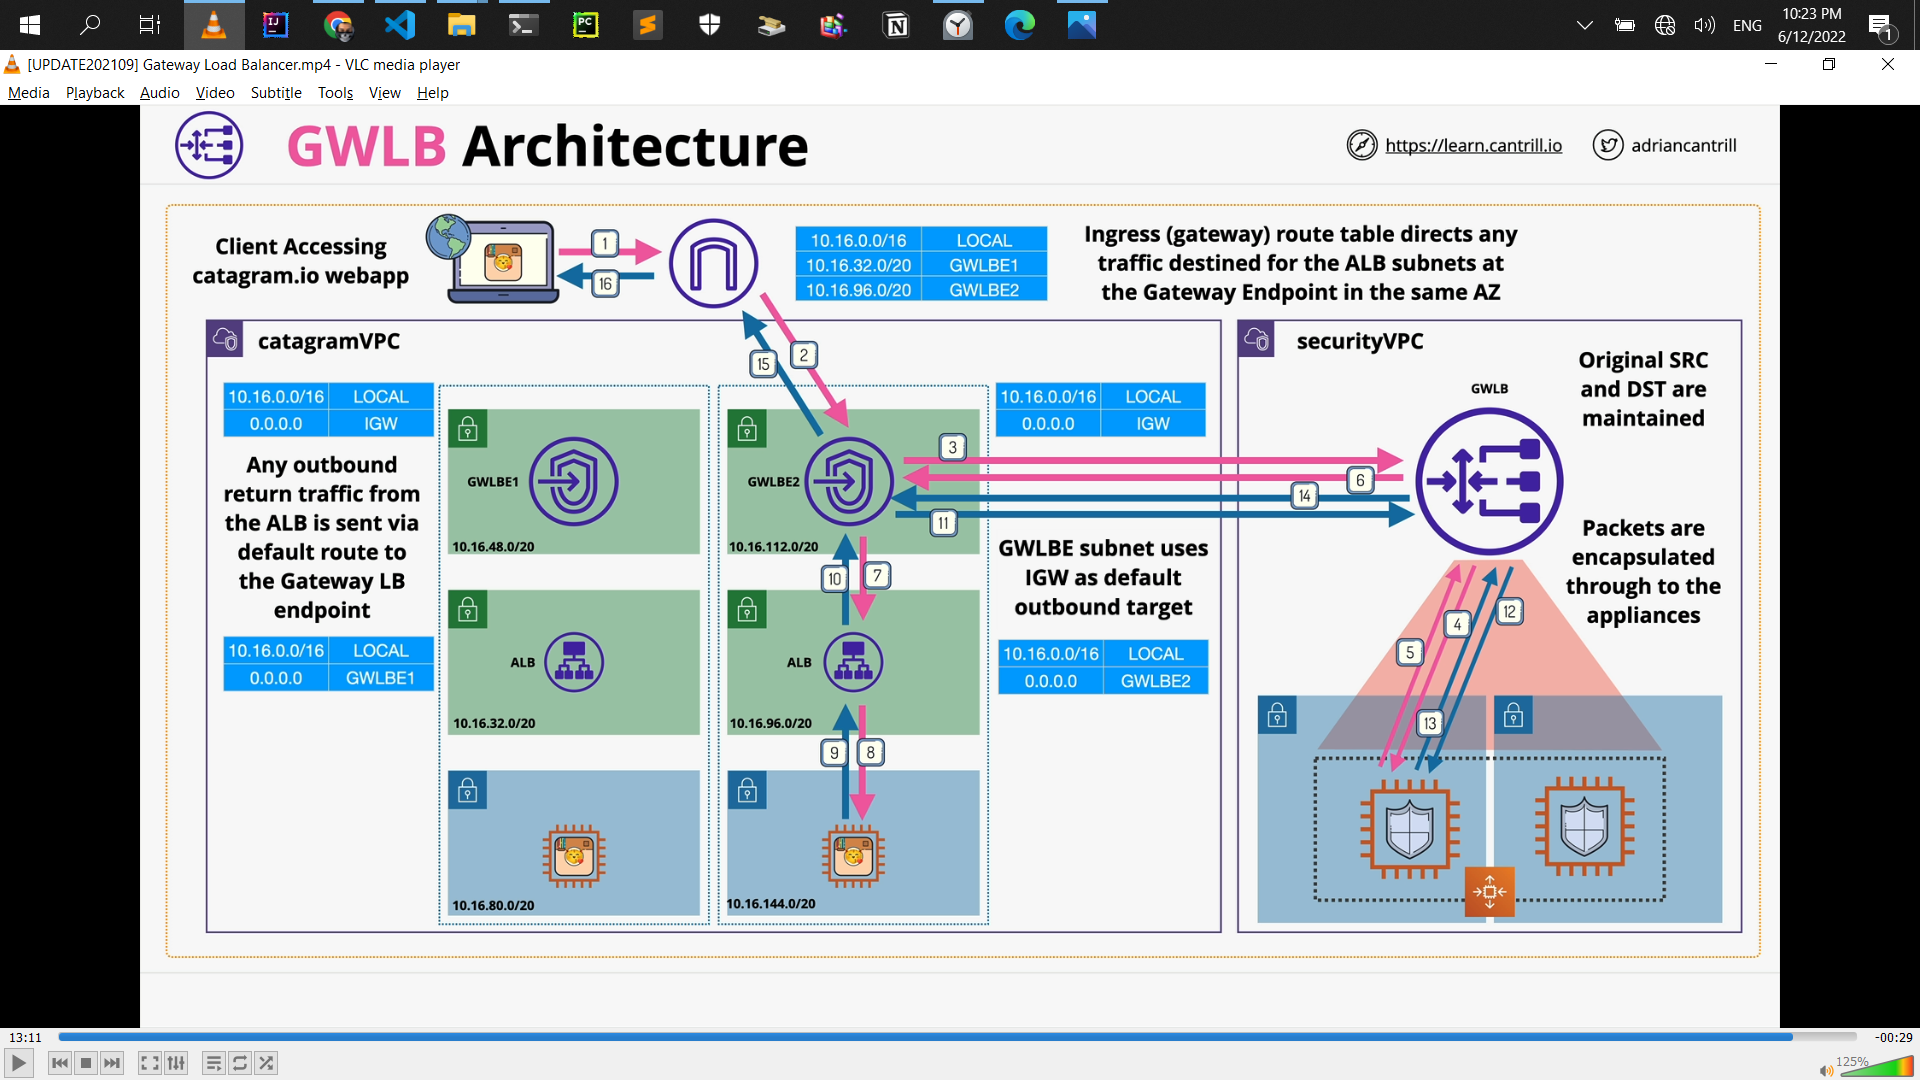 ENG
10:23 PM
6/12/2022
1
IJ
PC
[UPDATE202109] Gateway Load Balancer.mp4 - VLC media player
Media Playback Audio Video Subtitle Tools View Help
GWLB Architecture
https://learn.cantrill.io
adriancantrill
Client Accessing
catagram.io webapp
1
16
10.16.0.0/16 LOCAL
10.16.32.0/20 GWLBE1
10.16.96.0/20 GWLBE2
Ingress (gateway) route table directs any
traffic destined for the ALB subnets at
the Gateway Endpoint in the same AZ
catagramVPC
15
2
10.16.0.0/16 LOCAL
0.0.0.0 IGW
Any outbound
return traffic from
the ALB is sent via
default route to
the Gateway LB
endpoint
10.16.0.0/16 LOCAL
0.0.0.0 GWLBE1
GWLBE1
10.16.48.0/20
ALB
10.16.32.0/20
10.16.80.0/20
GWLBE2
10.16.112.0/20
10
7
ALB
10.16.96.0/20
9
8
10.16.144.0/20
10.16.0.0/16 LOCAL
0.0.0.0 IGW
3
6
14
11
GWLBE subnet uses
IGW as default
outbound target
10.16.0.0/16 LOCAL
0.0.0.0 GWLBE2
securityVPC
GWLB
Original SRC
and DST are
maintained
Packets are
encapsulated
through to the
appliances
12
4
5
13
13:11
-00:29
125%